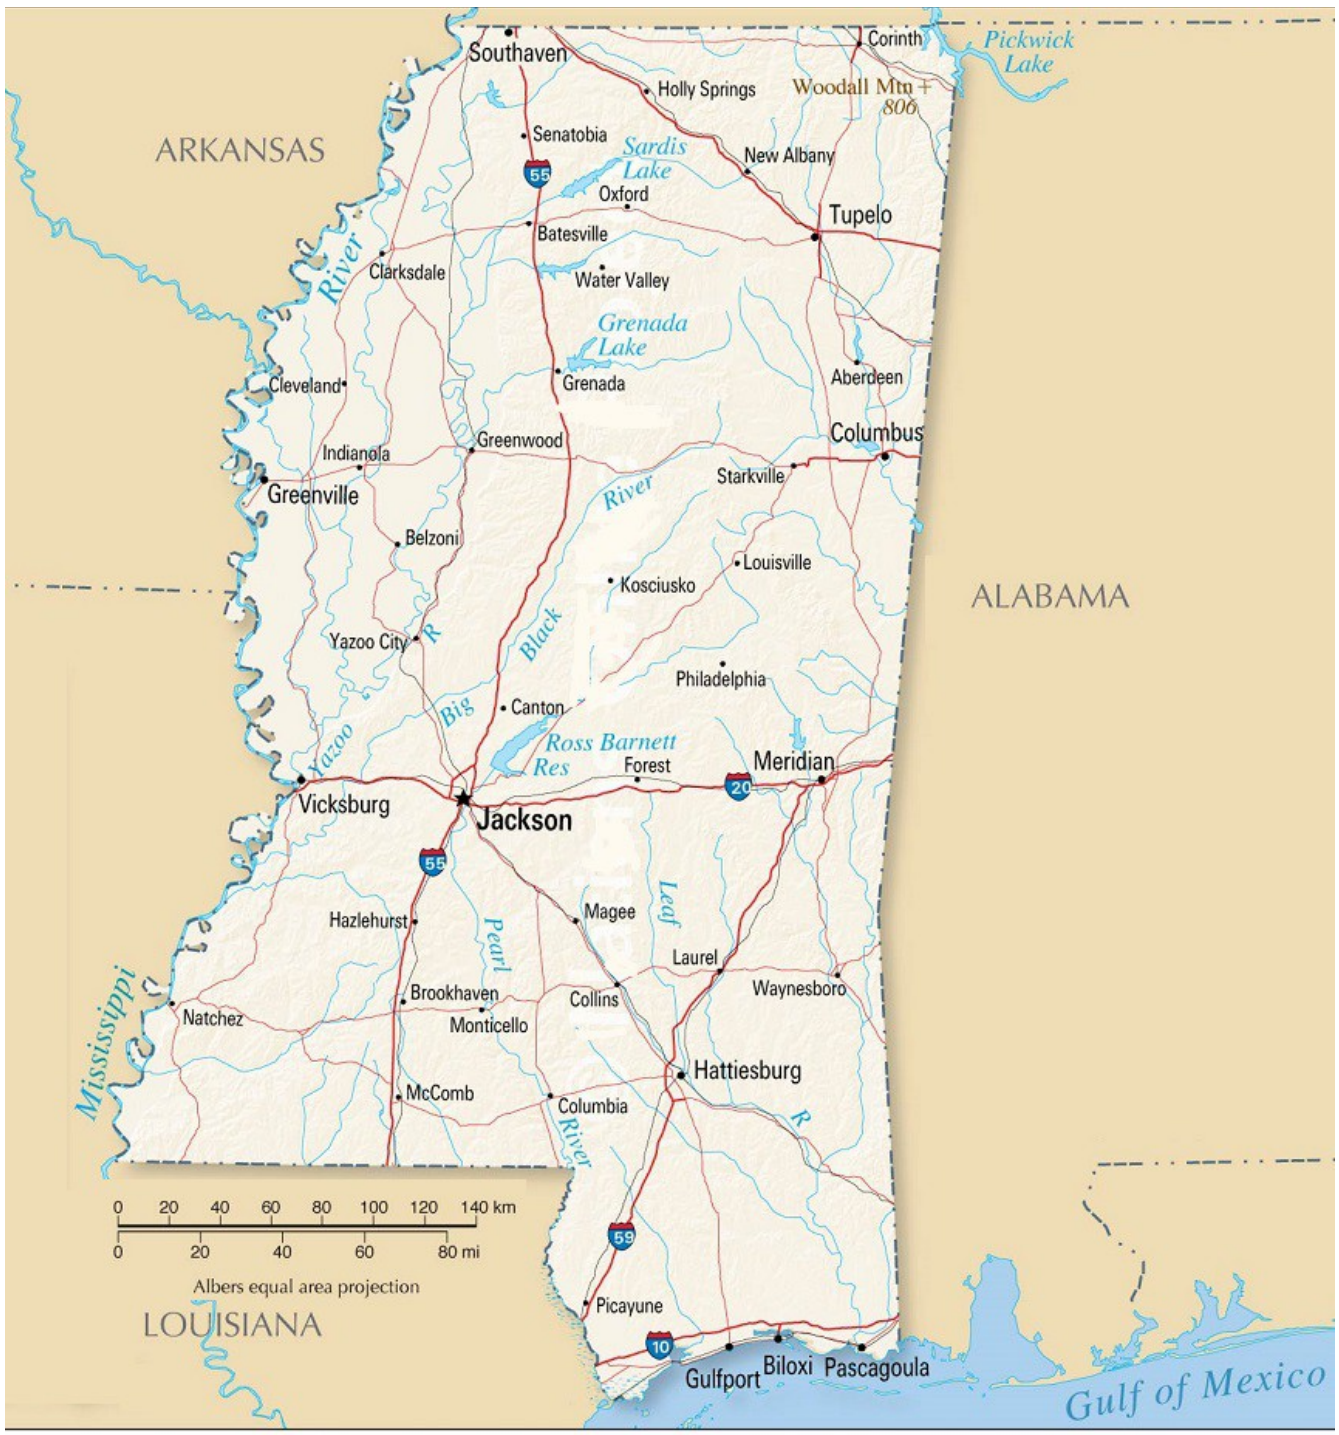 Southaven
Corinth
Pickwick
Lake
Holly Springs
Woodall Mtn +
806
ARKANSAS
Senatobia
Sardis
Lake
New Albany
55
Oxford
Tupelo
Batesville
River
Clarksdale
Water Valley
Grenada
Lake
Cleveland
Grenada
Aberdeen
Greenwood
Columbus
Indianola
Starkville
Greenville
River
Belzoni
Louisville
Kosciusko
ALABAMA
Yazoo City
R
Black
Philadelphia
Big
Canton
Yazoo
Ross Barnett
Res
Forest
Meridian
20
Vicksburg
Jackson
55
Leaf
Hazlehurst
Magee
Pearl
Laurel
Mississippi
Waynesboro
Brookhaven
Collins
Natchez
Monticello
Hattiesburg
McComb
Columbia
R
River
0 20 40 60 80 100 120 140 km
0 20 40 60 80 mi
59
Albers equal area projection
LOUISIANA
Picayune
10
Gulfport
Biloxi
Pascagoula
Gulf of Mexico